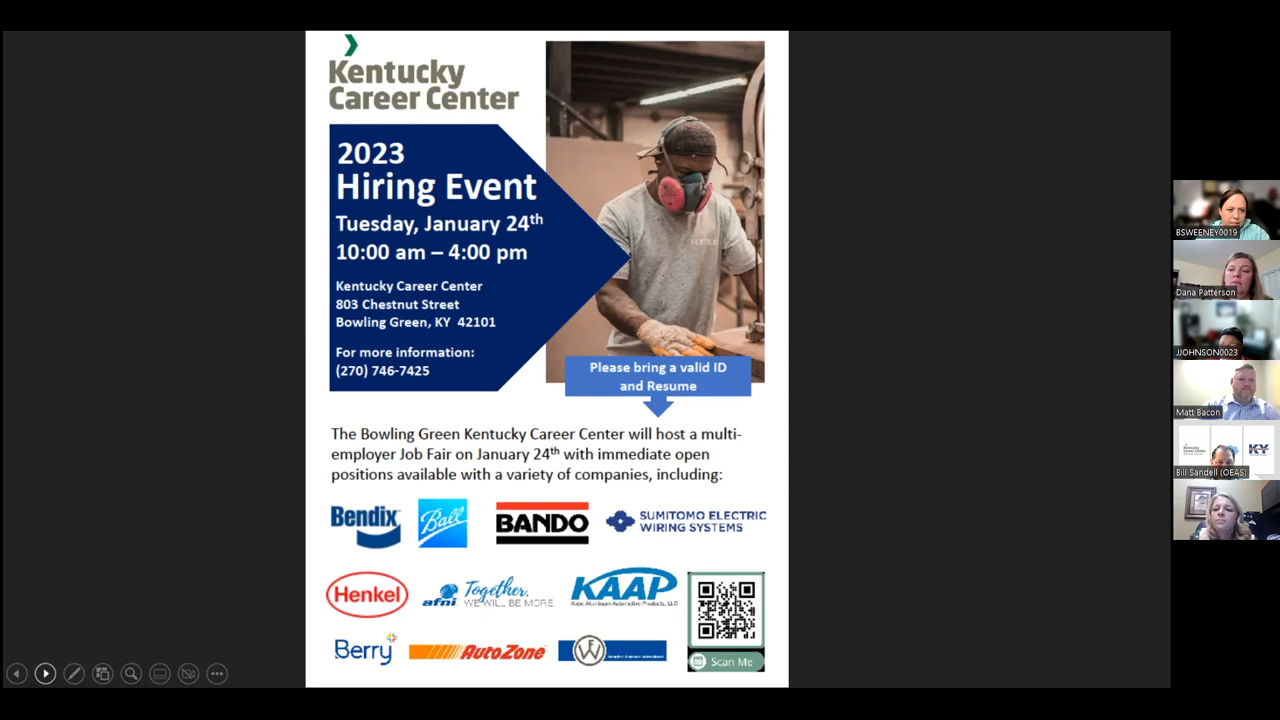 Kentucky
Career Center
2023
Hiring Event
Tuesday, January 24th
10:00 am – 4:00 pm
Kentucky Career Center
803 Chestnut Street
Bowling Green, KY 42101
For more information:
(270) 746-7425
Please bring a valid ID
and Resume
The Bowling Green Kentucky Career Center will host a multi-
employer Job Fair on January 24th with immediate open
positions available with a variety of companies, including:
Bendix
Ball
BANDO
SUMITOMO ELECTRIC
WIRING SYSTEMS
Henkel
afni
Together.
WE WILL BE MORE.
KAAP
Kobe Aluminum Automotive Products, LLC
Berry
AutoZone
Scan Me
BSWEENEY0019
Dana Patterson
JJOHNSON0023
Matt Bacon
Kentucky
Career Center
KY
Bill Sandell (OEAS)